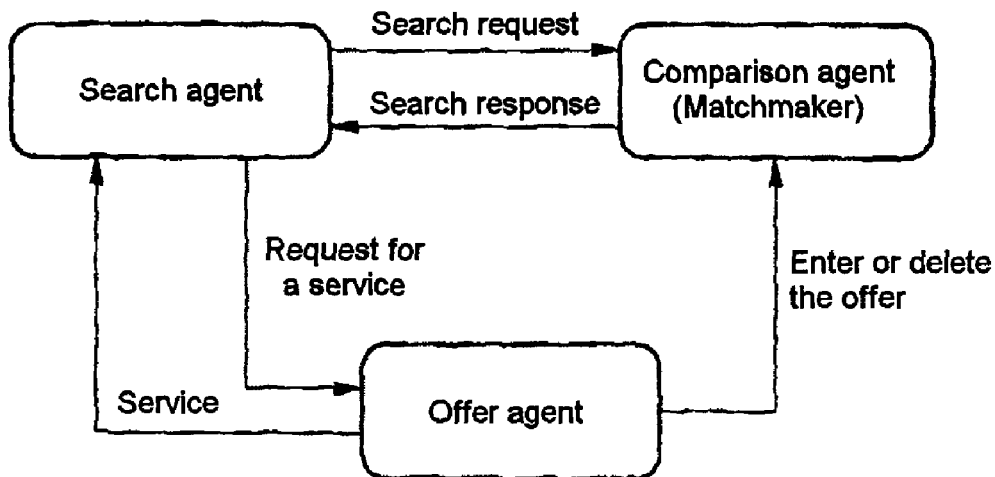 Search request
Search agent
Comparison agent
(Matchmaker)
Search response
Request for
a service
Enter or delete
the offer
Service
Offer agent